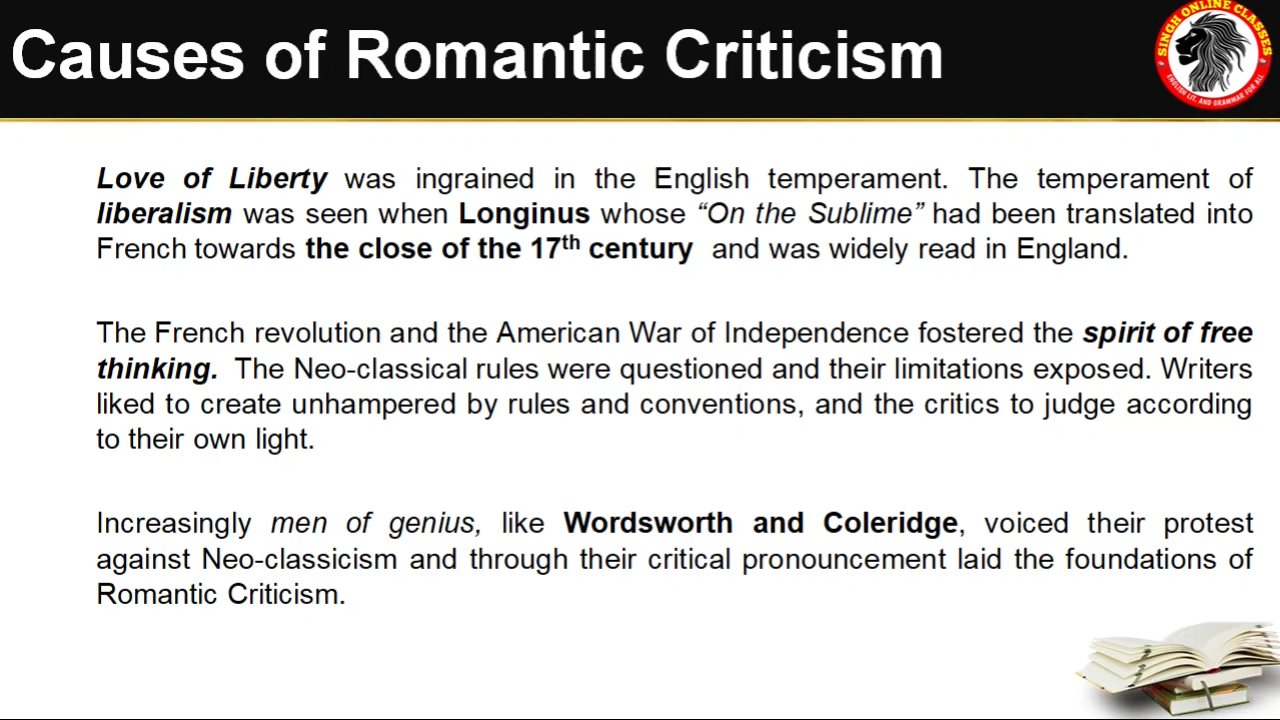 Causes of Romantic Criticism
SINGH ONLINE CLASSES
ENGLISH LIT. AND GRAMMAR FOR ALL
Love of Liberty was ingrained in the English temperament. The temperament of
liberalism was seen when Longinus whose “On the Sublime” had been translated into
French towards the close of the 17th century and was widely read in England.
The French revolution and the American War of Independence fostered the spirit of free
thinking. The Neo-classical rules were questioned and their limitations exposed. Writers
liked to create unhampered by rules and conventions, and the critics to judge according
to their own light.
Increasingly men of genius, like Wordsworth and Coleridge, voiced their protest
against Neo-classicism and through their critical pronouncement laid the foundations of
Romantic Criticism.